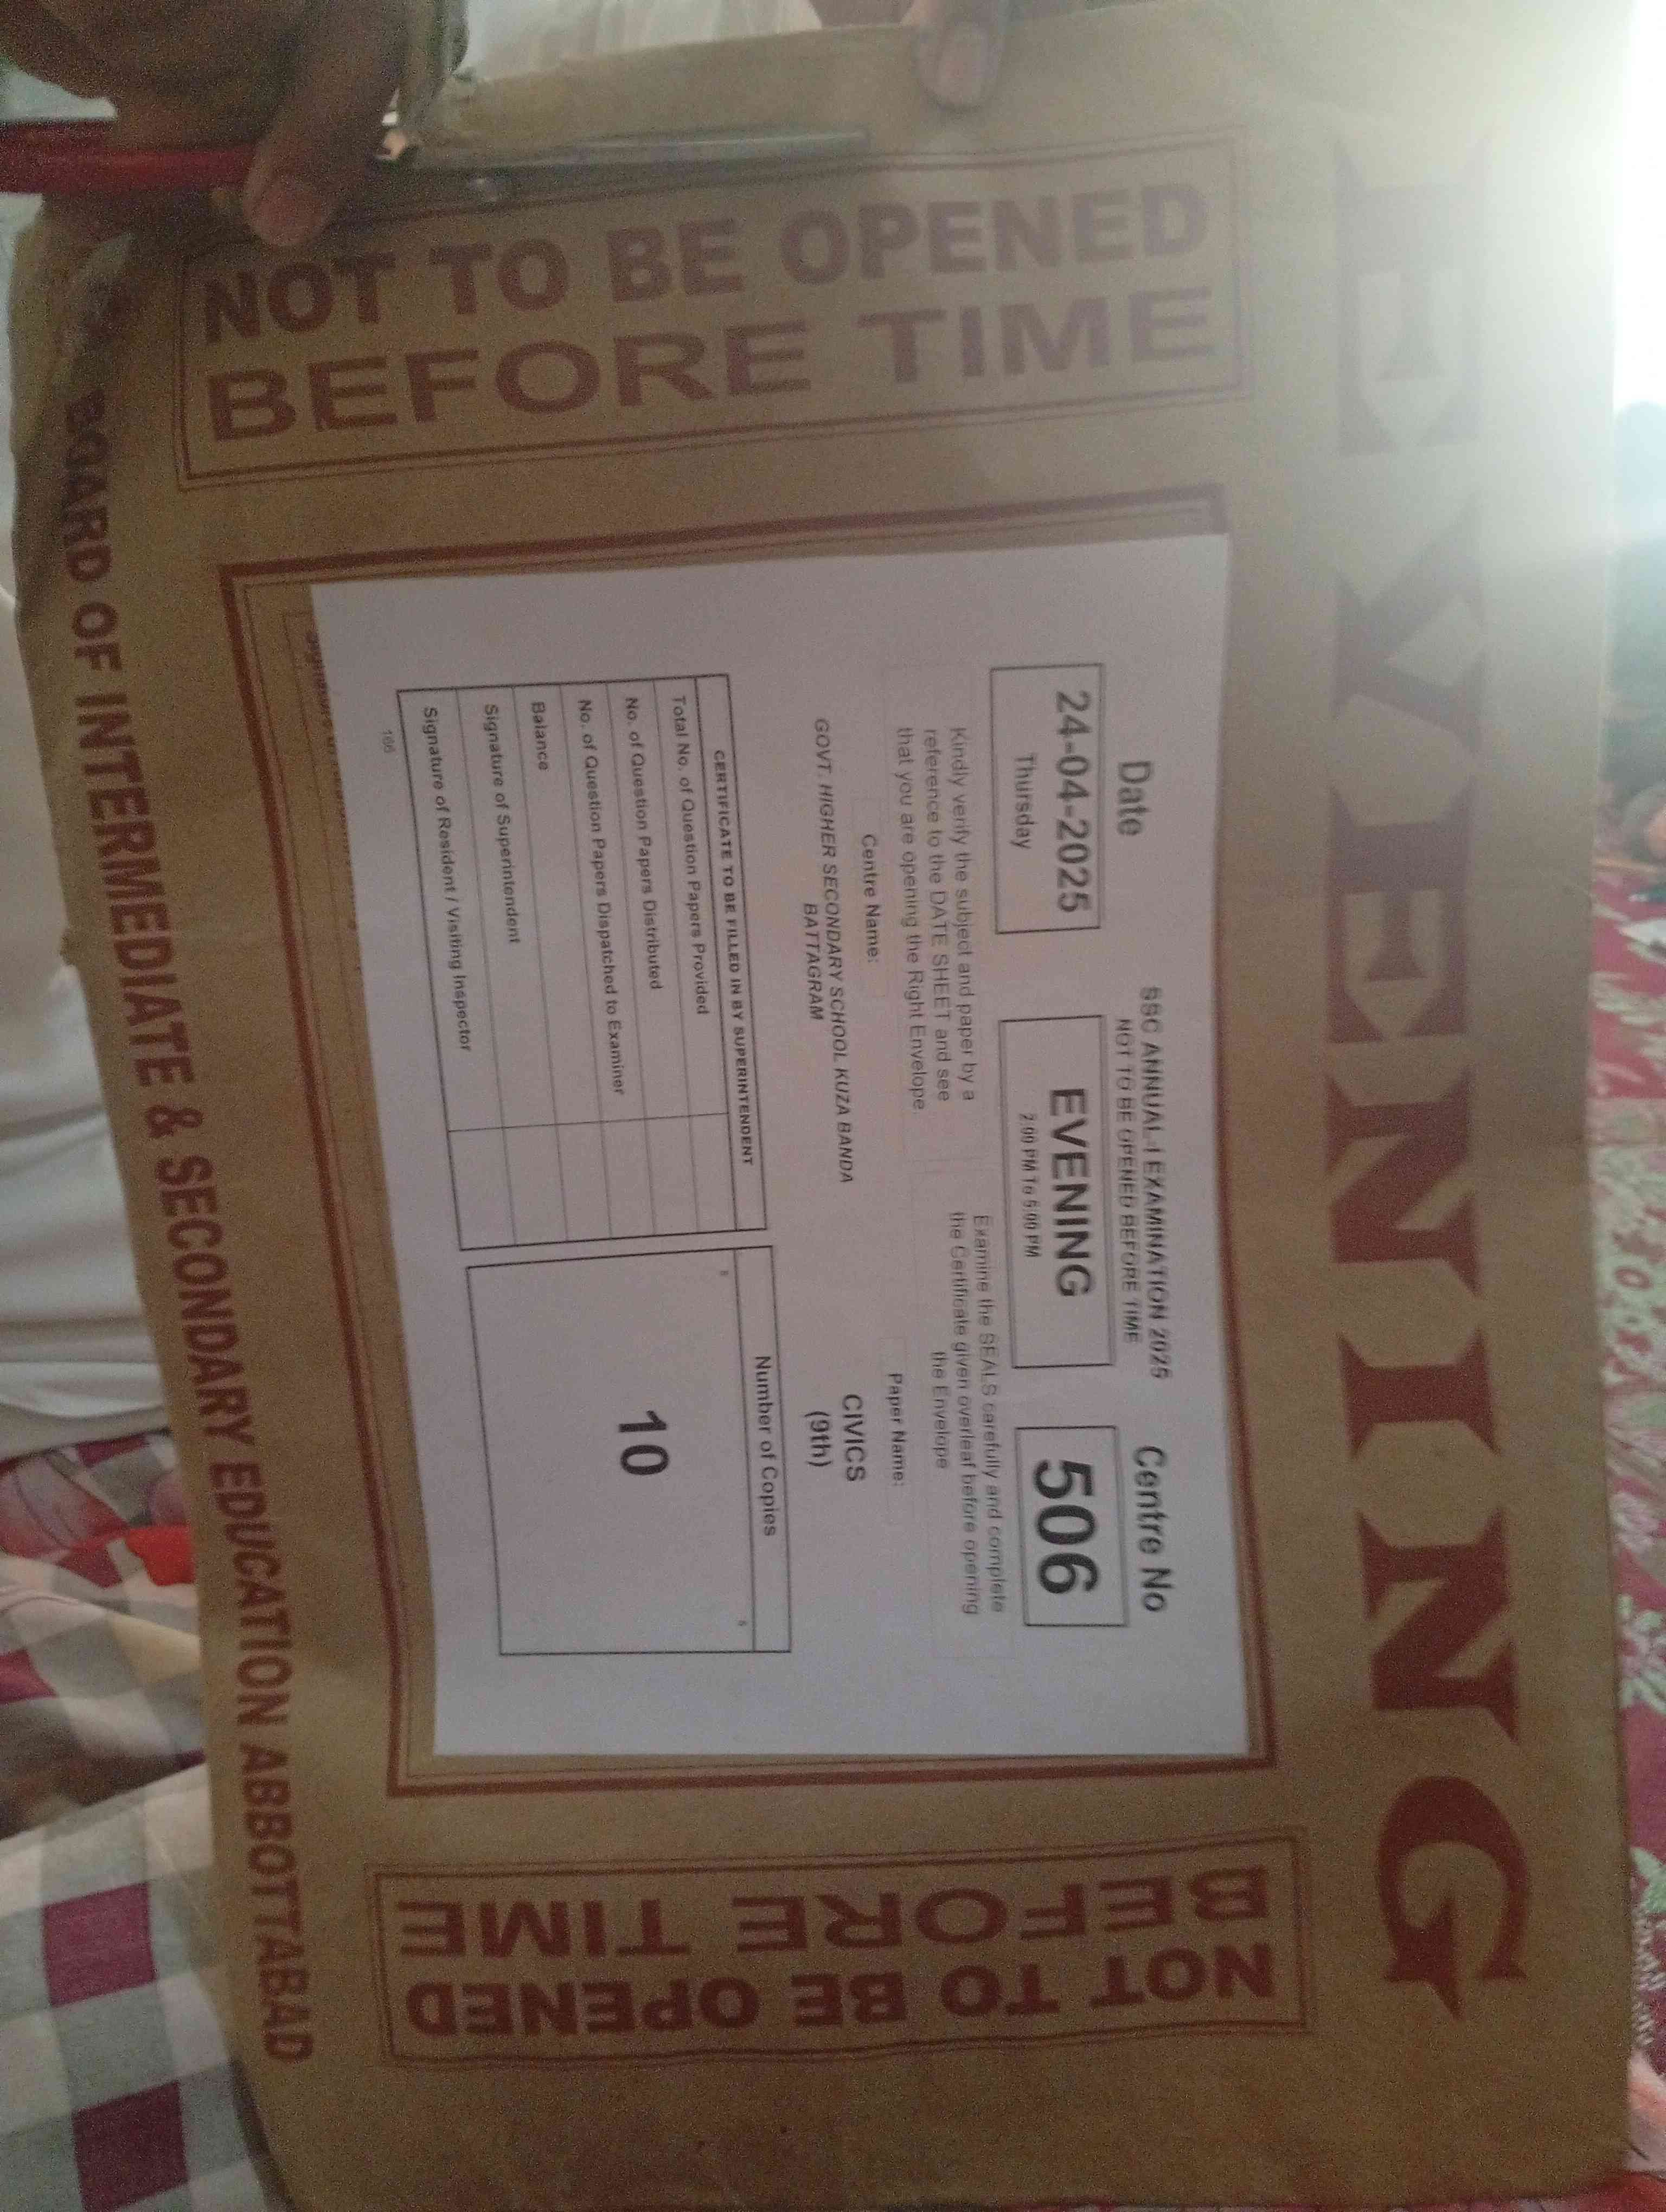 EVENING
NOT TO BE OPENED
BEFORE TIME
SSC ANNUAL-I EXAMINATION 2025
NOT TO BE OPENED BEFORE TIME
Date
24-04-2025
Thursday
EVENING
2:00 PM To 5:00 PM
Centre No
506
Kindly verify the subject and paper by a
reference to the DATE SHEET and see
that you are opening the Right Envelope
Examine the SEALS carefully and complete
the Certificate given overleaf before opening
the Envelope
Centre Name:
GOVT. HIGHER SECONDARY SCHOOL KUZA BANDA
BATTAGRAM
Paper Name:
CIVICS
(9th)
CERTIFICATE TO BE FILLED IN BY SUPERINTENDENT
Total No. of Question Papers Provided
No. of Question Papers Distributed
No. of Question Papers Dispatched to Examiner
Balance
Signature of Superintendent
Signature of Resident / Visiting Inspector
Number of Copies
10
186
NOT TO BE OPENED
BEFORE TIME
BOARD OF INTERMEDIATE & SECONDARY EDUCATION ABBOTTABAD